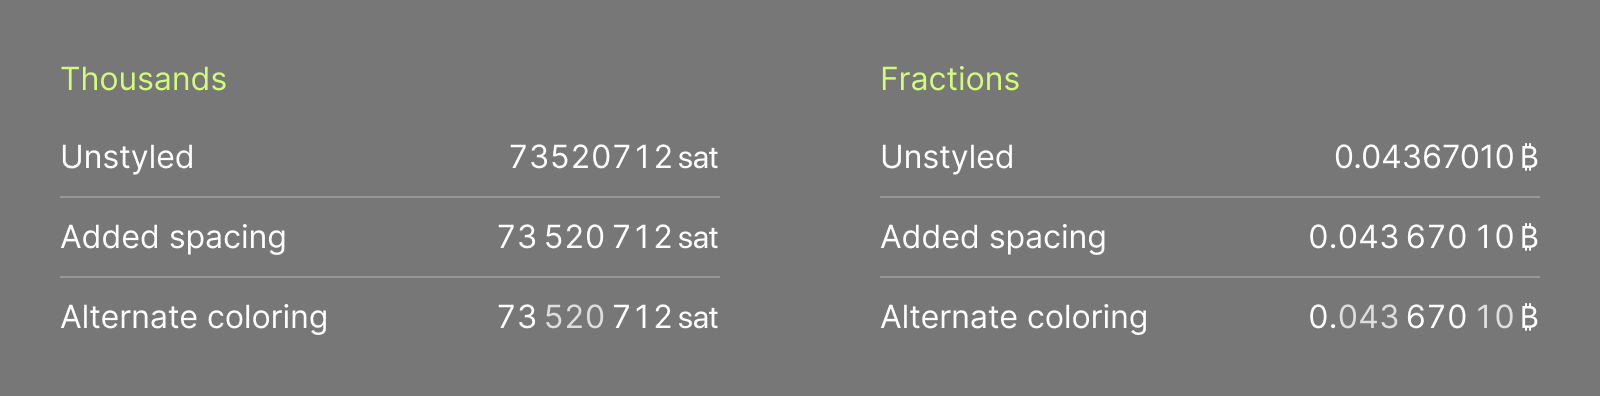 Thousands
Unstyled 73520712 sat
Added spacing 73 520 712 sat
Alternate coloring 73 520 712 sat
Fractions
Unstyled 0.04367010 ₿
Added spacing 0.043 670 10 ₿
Alternate coloring 0.043 670 10 ₿